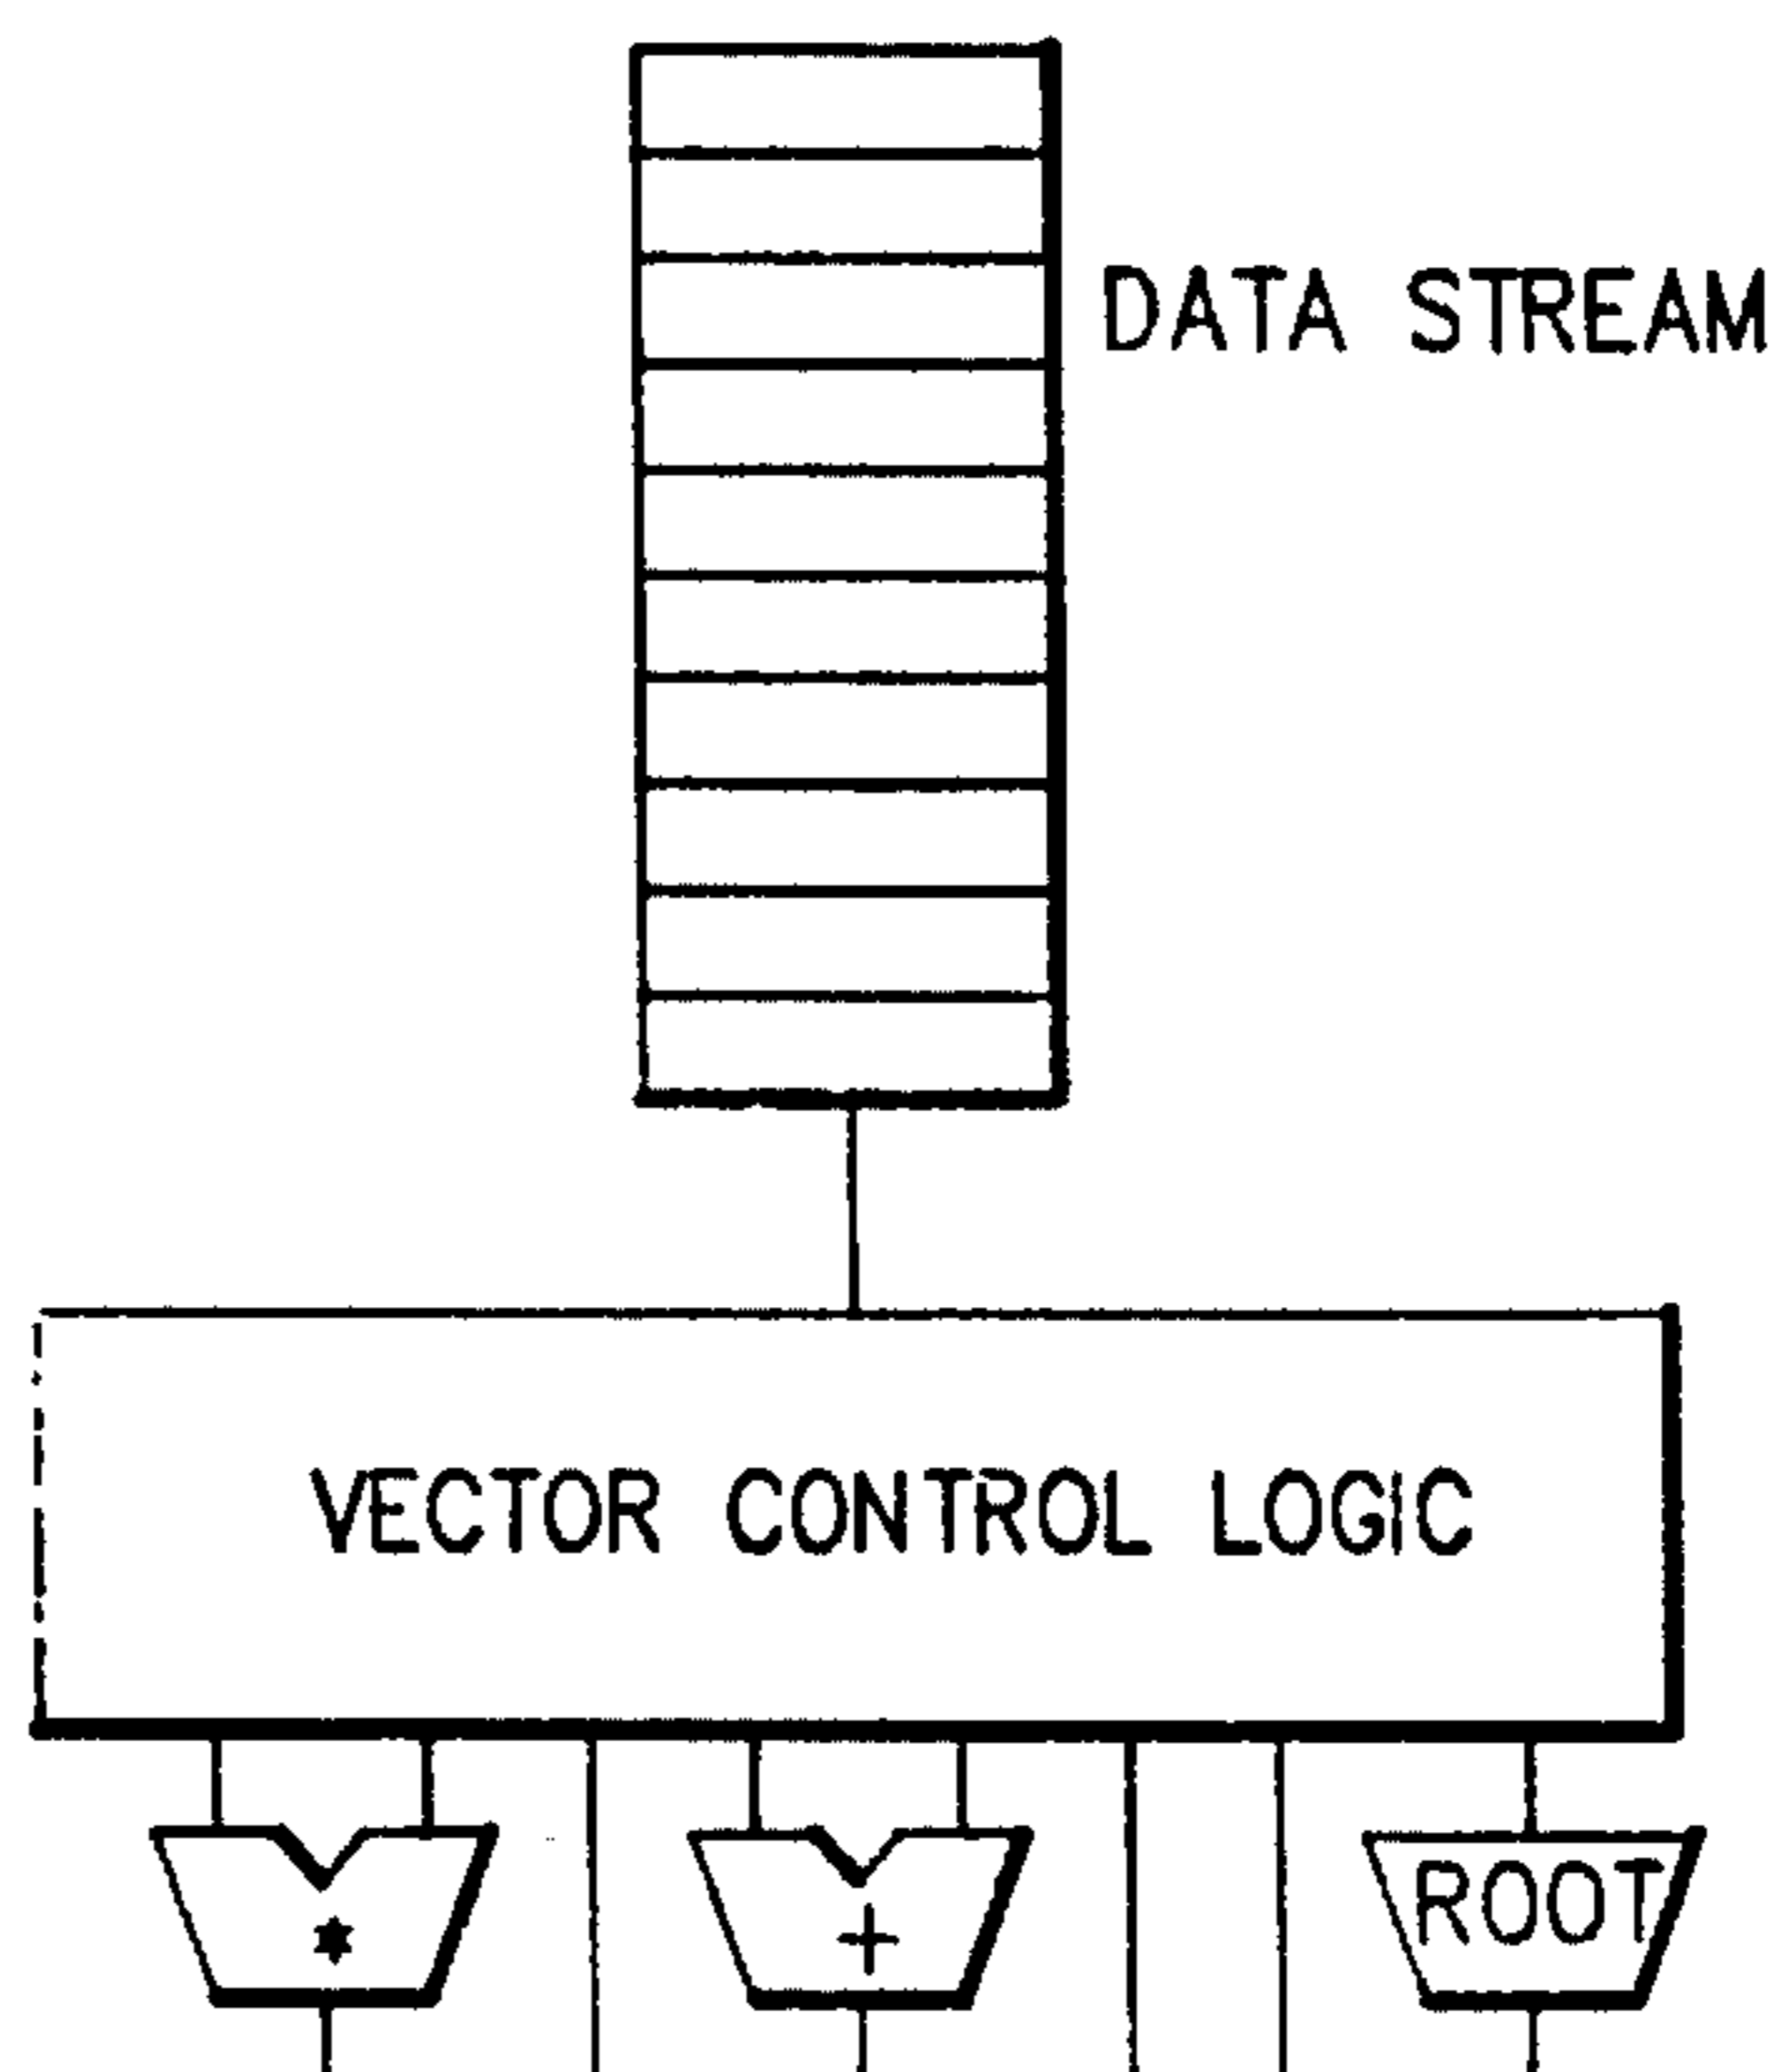 DATA STREAM
VECTOR CONTROL LOGIC
* + ROOT